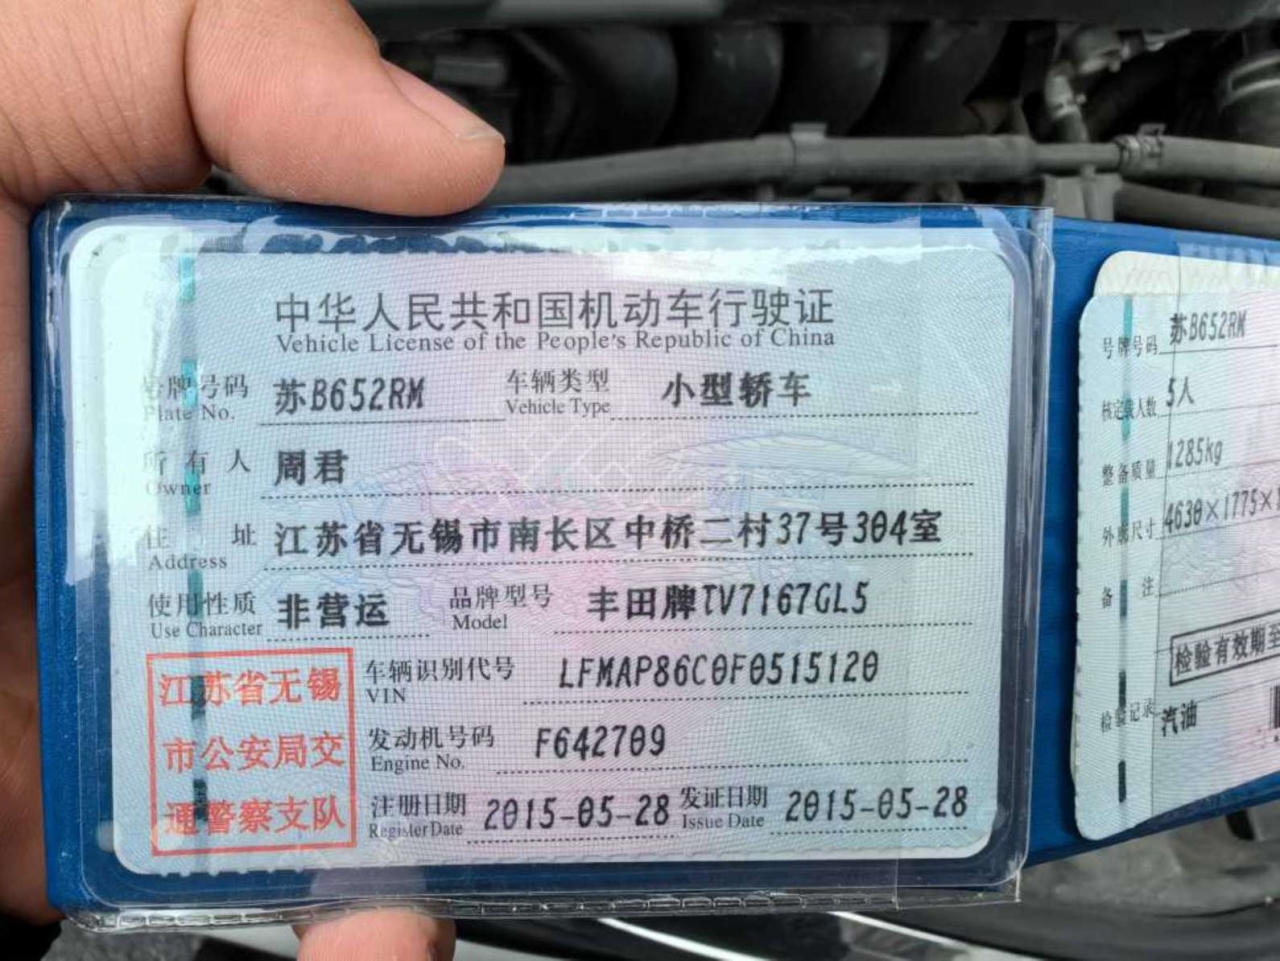 中华人民共和国机动车行驶证
Vehicle License of the People's Republic of China
号牌号码 苏B652RM 车辆类型 小型轿车
Plate No. Vehicle Type
所有人 周君
Owner
住址 江苏省无锡市南长区中桥二村37号304室
Address
使用性质 非营运 品牌型号 丰田牌TV7167GL5
Use Character Model
江苏省无锡
市公安局交
通警察支队
车辆识别代号 LFMAP86C0F0515120
VIN
发动机号码 F642709
Engine No.
注册日期 2015-05-28 发证日期 2015-05-28
Register Date Issue Date
号牌号码 苏B652RM
核定载人数 5人
整备质量 1285kg
外廓尺寸 4630×1775×
备注
检验有效期至
检验记录 汽油